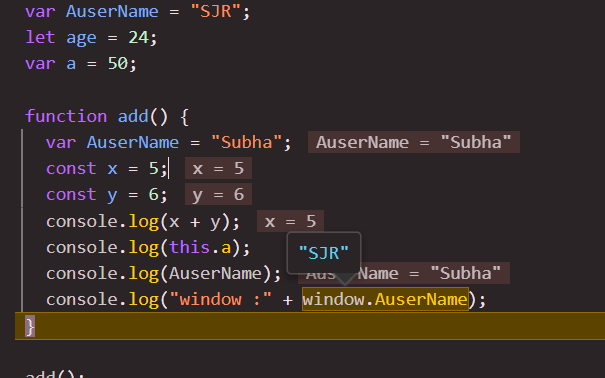 var AuserName = "SJR";
let age = 24;
var a = 50;
function add() {
var AuserName = "Subha"; AuserName = "Subha"
const x = 5; x = 5
const y = 6; y = 6
console.log(x + y); x = 5
console.log(this.a);
"SJR"
console.log(AuserName); Name = "Subha"
console.log("window :" + window.AuserName);
}
add();